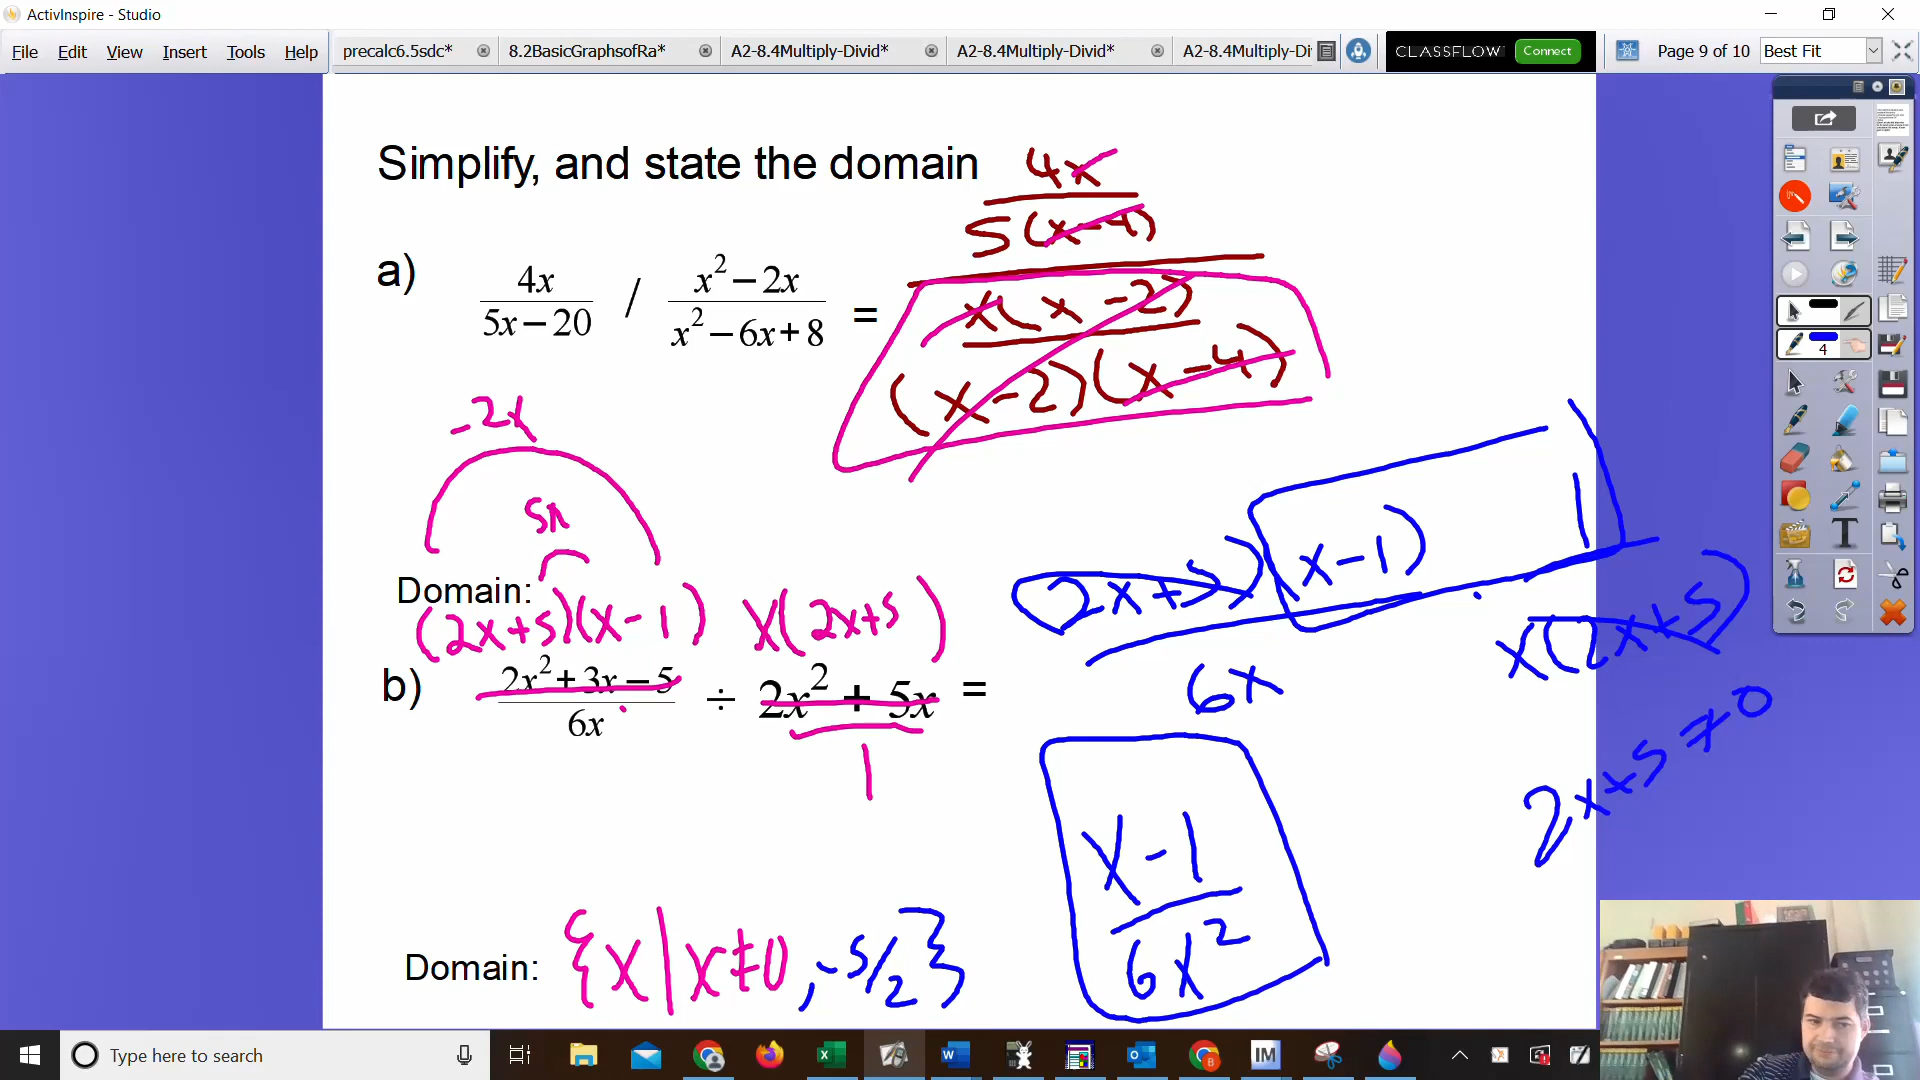 ActivInspire - Studio
File Edit View Insert Tools Help
precalc6.5sdc* 8.2BasicGraphsofRa* A2-8.4Multiply-Divid* A2-8.4Multiply-Divid* A2-8.4Multiply-Di
CLASSFLOW Connect
Page 9 of 10 Best Fit
4
Simplify, and state the domain
4x
5(x-4)
a) 4x / (5x − 20) / (x² − 2x) / (x² − 6x + 8) =
x(x-2)
(x-2)(x-4)
-2x
5x
Domain:
(2x+5)(x-1) x(2x+5)
(2x+5)(x-1) 1
6x x(2x+5)
b) (2x² + 3x − 5) / 6x ÷ 2x² + 5x =
1
2x+5≠0
x-1
6x²
Domain: {x|x≠0,-5/2}
Type here to search